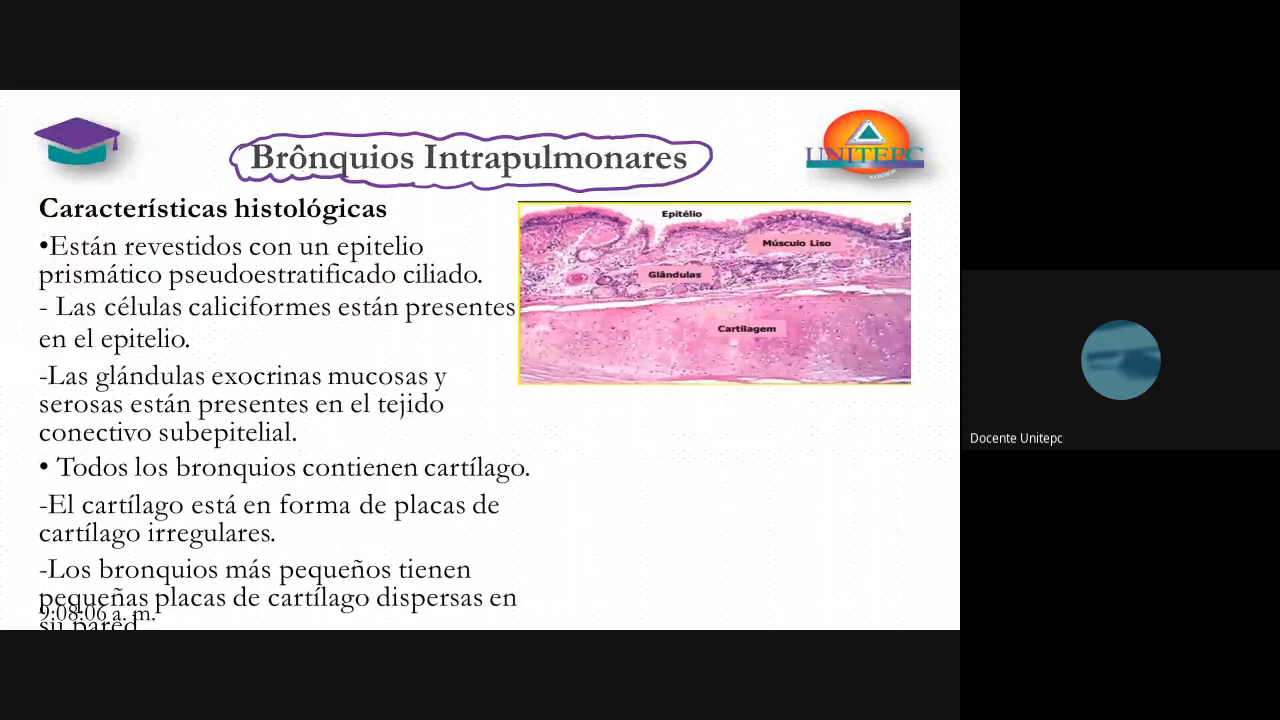 Brônquios Intrapulmonares
UNITEPC
COSMOS
Características histológicas
•Están revestidos con un epitelio
prismático pseudoestratificado ciliado.
- Las células caliciformes están presentes
en el epitelio.
-Las glándulas exocrinas mucosas y
serosas están presentes en el tejido
conectivo subepitelial.
• Todos los bronquios contienen cartílago.
-El cartílago está en forma de placas de
cartílago irregulares.
-Los bronquios más pequeños tienen
pequeñas placas de cartílago dispersas en
su pared
9:08:06 a. m.
Epitélio
Músculo Liso
Glândulas
Cartilagem
Docente Unitepc